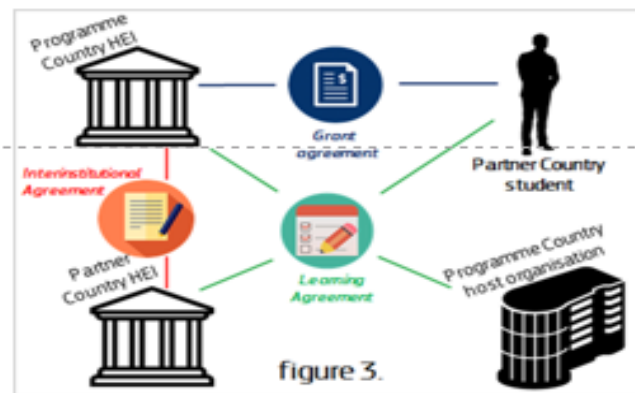 Programme
Country HEI
$
Grant
agreement
Partner Country
student
Interinstitutional
Agreement
Partner
Country HEI
Learning
Agreement
Programme Country
host organisation
figure 3.